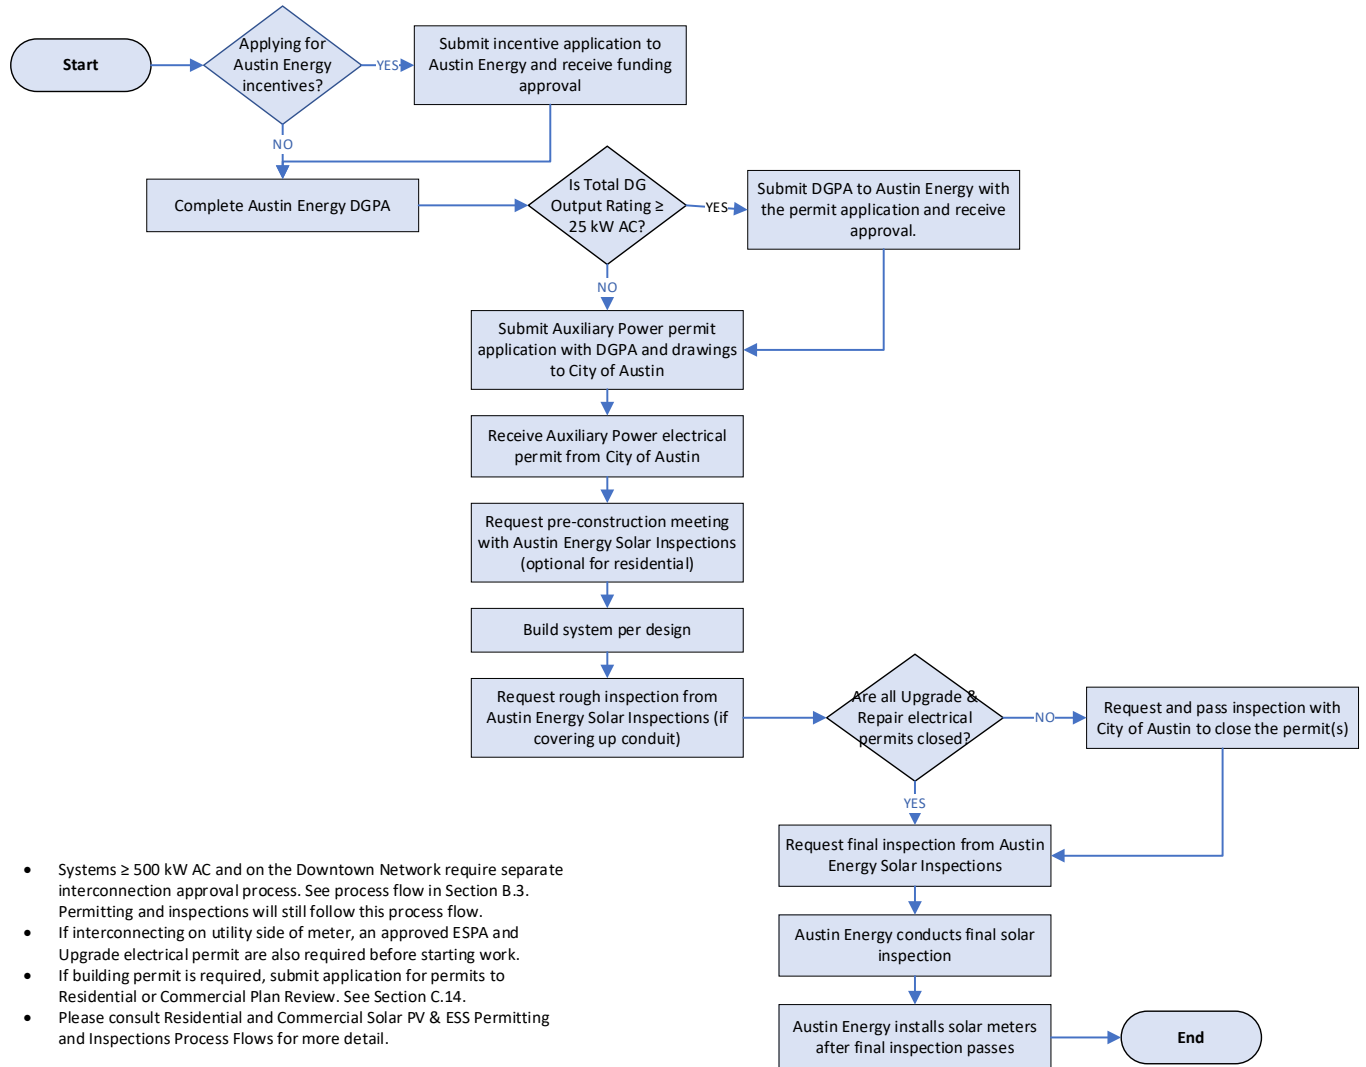 Start
Applying for
Austin Energy
incentives?
YES
Submit incentive application to
Austin Energy and receive funding
approval
NO
Complete Austin Energy DGPA
Is Total DG
Output Rating ≥
25 kW AC?
YES
Submit DGPA to Austin Energy with
the permit application and receive
approval.
NO
Submit Auxiliary Power permit
application with DGPA and drawings
to City of Austin
Receive Auxiliary Power electrical
permit from City of Austin
Request pre-construction meeting
with Austin Energy Solar Inspections
(optional for residential)
Build system per design
Request rough inspection from
Austin Energy Solar Inspections (if
covering up conduit)
Are all Upgrade &
Repair electrical
permits closed?
NO
Request and pass inspection with
City of Austin to close the permit(s)
YES
Request final inspection from Austin
Energy Solar Inspections
Austin Energy conducts final solar
inspection
Austin Energy installs solar meters
after final inspection passes
End
• Systems ≥ 500 kW AC and on the Downtown Network require separate
interconnection approval process. See process flow in Section B.3.
Permitting and inspections will still follow this process flow.
• If interconnecting on utility side of meter, an approved ESPA and
Upgrade electrical permit are also required before starting work.
• If building permit is required, submit application for permits to
Residential or Commercial Plan Review. See Section C.14.
• Please consult Residential and Commercial Solar PV & ESS Permitting
and Inspections Process Flows for more detail.